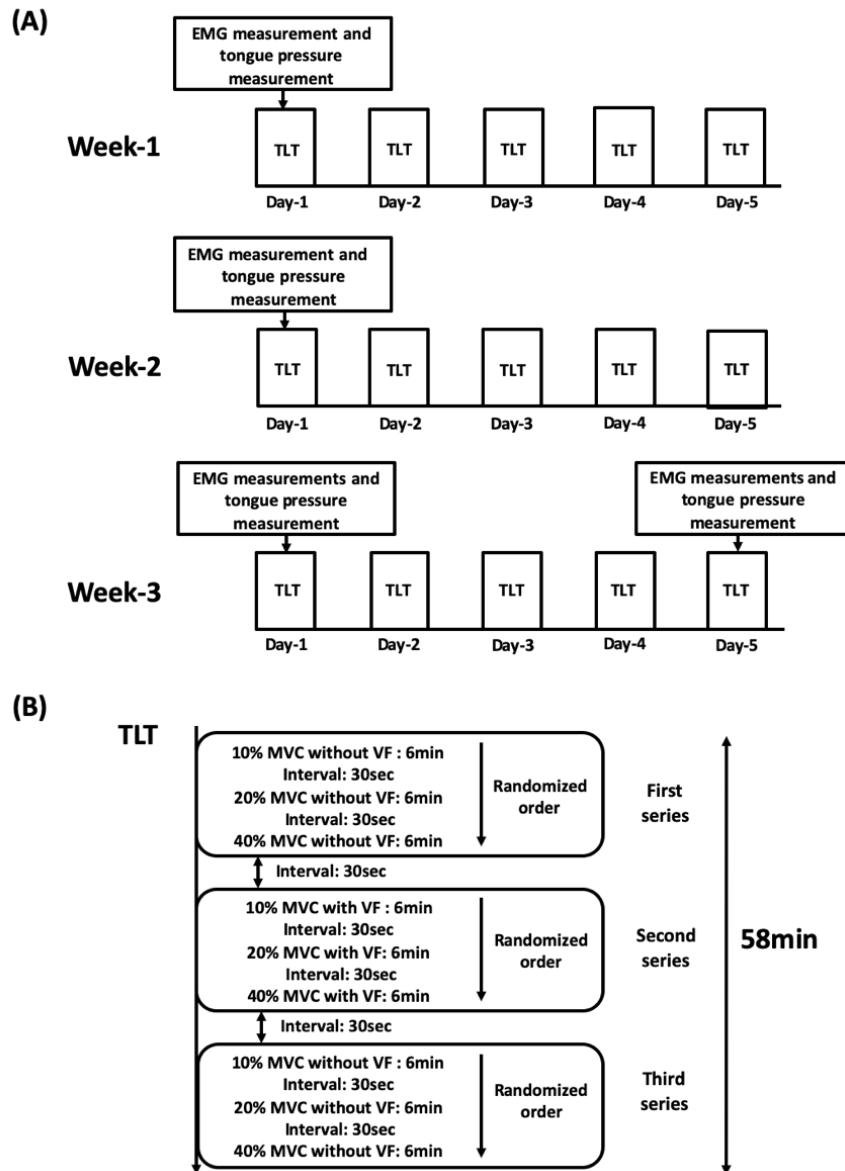 (A)
EMG measurement and
tongue pressure
measurement
Week-1
TLT TLT TLT TLT TLT
Day-1 Day-2 Day-3 Day-4 Day-5
EMG measurement and
tongue pressure
measurement
Week-2
TLT TLT TLT TLT TLT
Day-1 Day-2 Day-3 Day-4 Day-5
EMG measurements and
tongue pressure
measurement
EMG measurements and
tongue pressure
measurement
Week-3
TLT TLT TLT TLT TLT
Day-1 Day-2 Day-3 Day-4 Day-5
(B)
TLT
10% MVC without VF : 6min
Interval: 30sec
20% MVC without VF: 6min
Interval: 30sec
40% MVC without VF: 6min
Randomized
order
First
series
Interval: 30sec
10% MVC with VF : 6min
Interval: 30sec
20% MVC with VF: 6min
Interval: 30sec
40% MVC with VF: 6min
Randomized
order
Second
series
58min
Interval: 30sec
10% MVC without VF : 6min
Interval: 30sec
20% MVC without VF: 6min
Interval: 30sec
40% MVC without VF: 6min
Randomized
order
Third
series